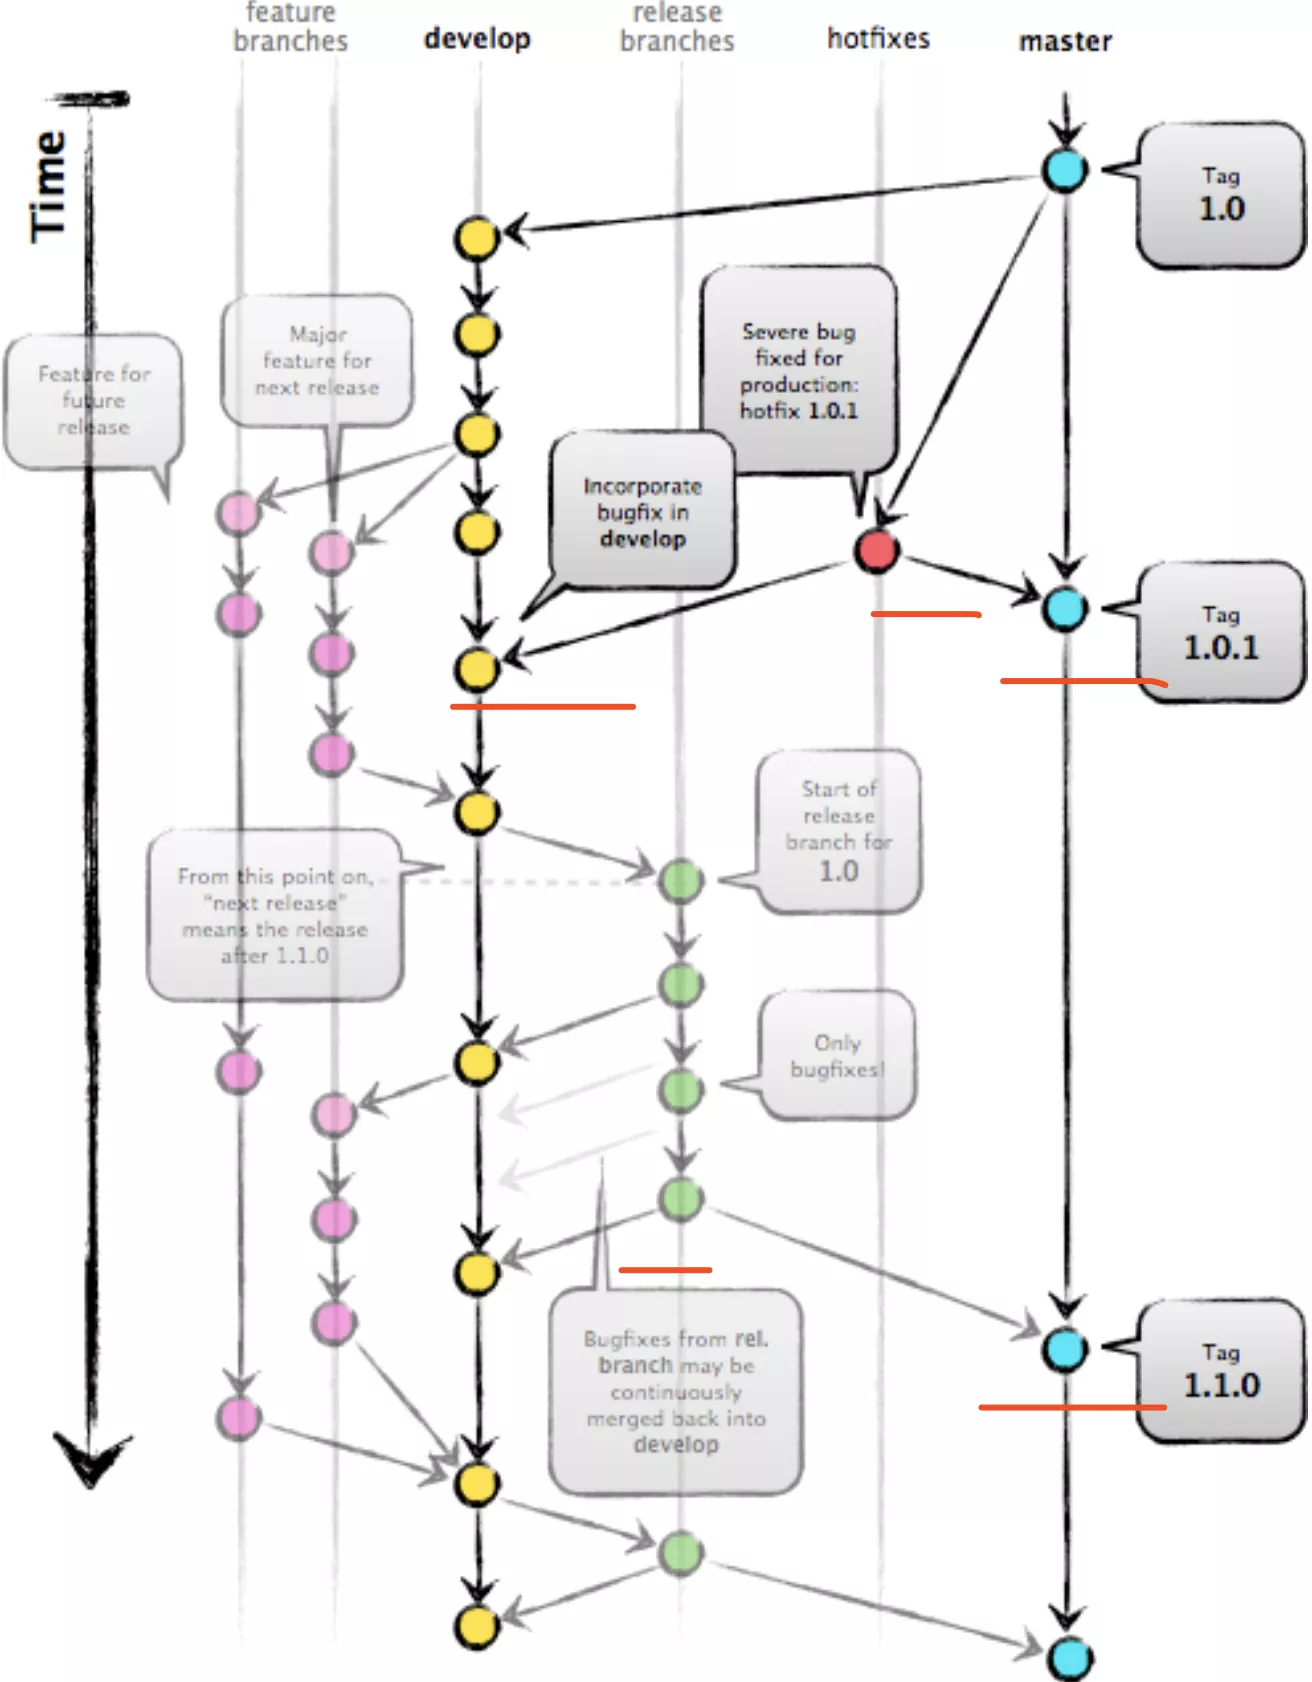 feature
branches
develop
release
branches
hotfixes
master
Time
Tag
1.0
Major
feature for
next release
Feature for
future
release
Severe bug
fixed for
production:
hotfix 1.0.1
Incorporate
bugfix in
develop
Tag
1.0.1
Start of
release
branch for
1.0
From this point on,
“next release”
means the release
after 1.1.0
Only
bugfixes!
Bugfixes from rel.
branch may be
continuously
merged back into
develop
Tag
1.1.0